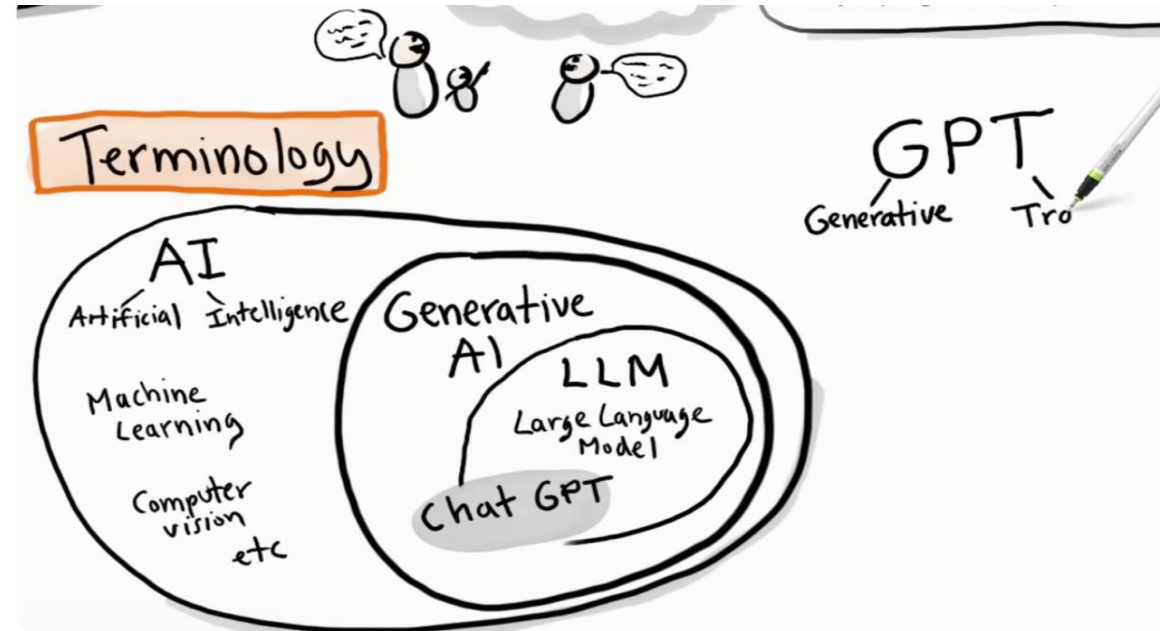 Terminology
GPT
Generative
Tra
AI
Artificial Intelligence
Machine
Learning
Computer
vision
etc
Generative
AI
LLM
Large Language
Model
Chat GPT